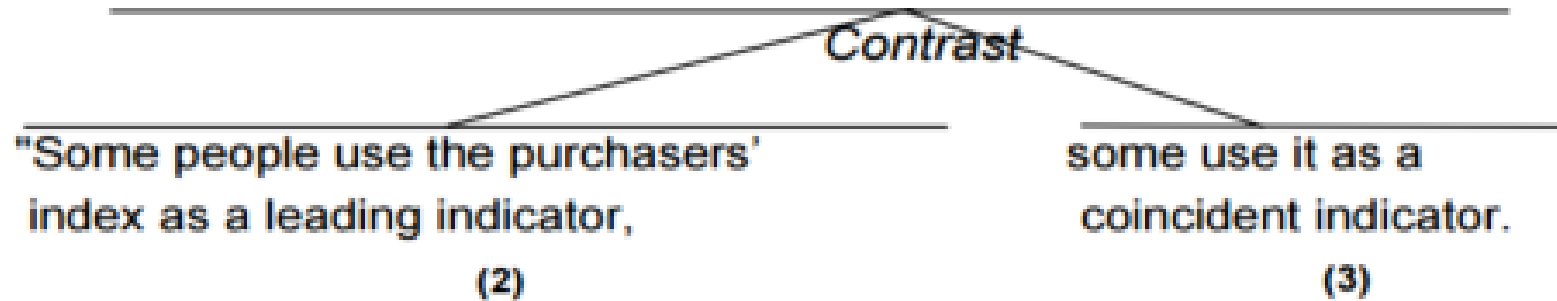 Contrast
"Some people use the purchasers'
index as a leading indicator,
(2)
some use it as a
coincident indicator.
(3)